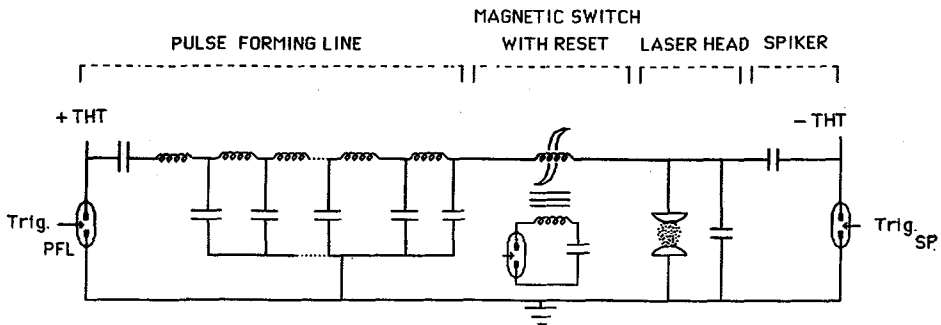 MAGNETIC SWITCH
PULSE FORMING LINE
WITH RESET
LASER HEAD
SPIKER
+ THT
- THT
Trig.
PFL
Trig.
SP.